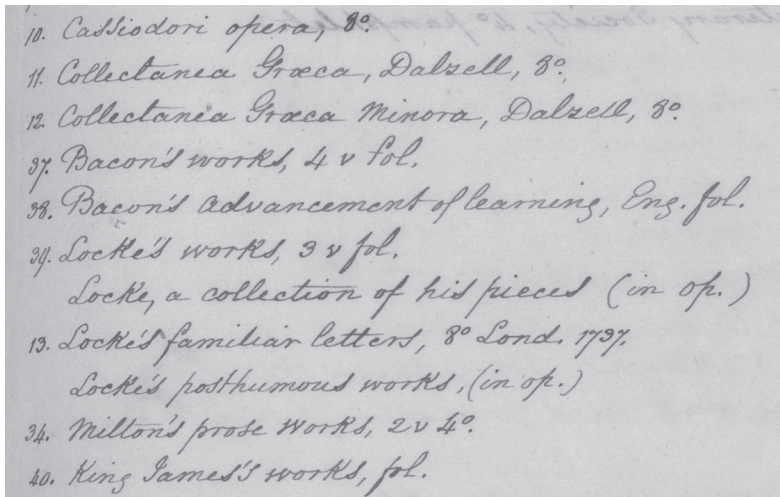 10. Cassiodori opera, 8º.
11. Collectanea Græca, Dalzell, 8º.
12. Collectanea Græca Minora, Dalzell, 8º.
37. Bacon's works, 4 v fol.
38. Bacon's advancement of learning, Eng. fol.
39. Locke's works, 3 v fol.
Locke, a collection of his pieces (in op.)
13. Locke's familiar letters, 8º Lond. 1737.
Locke's posthumous works, (in op.)
34. Milton's prose works, 2 v 4º.
40. King James's works, fol.